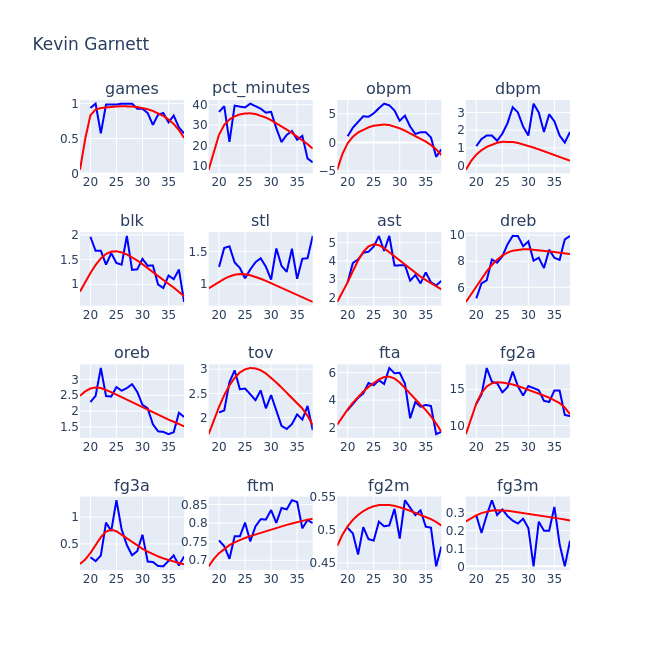 Kevin Garnett
games pct_minutes obpm dbpm
1 0.5 0
40 30 20 10
5 0 −5
3 2 1 0
20 25 30 35 20 25 30 35 20 25 30 35 20 25 30 35
blk stl ast dreb
2 1.5 1
1.5 1
5 4 3 2
10 8 6
20 25 30 35 20 25 30 35 20 25 30 35 20 25 30 35
oreb tov fta fg2a
3 2.5 2 1.5
3 2.5 2
6 4 2
15 10
20 25 30 35 20 25 30 35 20 25 30 35 20 25 30 35
fg3a ftm fg2m fg3m
1 0.5
0.85 0.8 0.75 0.7
0.55 0.5 0.45
0.3 0.2 0.1 0
20 25 30 35 20 25 30 35 20 25 30 35 20 25 30 35